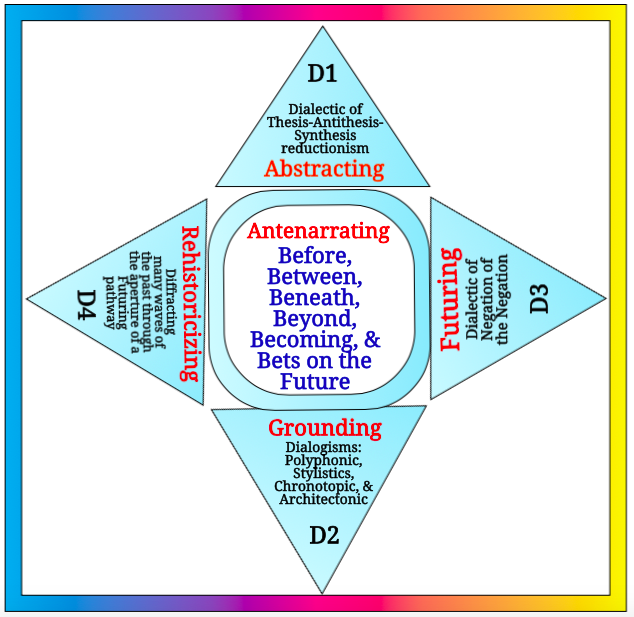 D1
Dialectic of
Thesis-Antithesis-
Synthesis
reductionism
Abstracting
Rehistoricizing
Diffracting
many waves of
the past through
the aperture of a
Futuring
pathway
D4
Antenarrating
Before,
Between,
Beneath,
Beyond,
Becoming, &
Bets on the
Future
Futuring
Dialectic of
Negation of
the Negation
D3
Grounding
Dialogisms:
Polyphonic,
Stylistics,
Chronotopic, &
Architectonic
D2